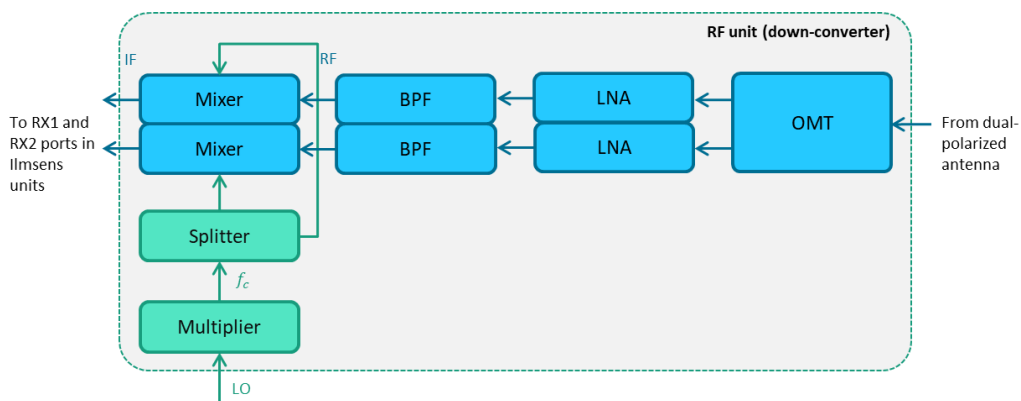 RF unit (down-converter)
IF
RF
Mixer
BPF
LNA
OMT
Mixer
BPF
LNA
To RX1 and
RX2 ports in
Ilmsens
units
From dual-
polarized
antenna
Splitter
f_c
Multiplier
LO